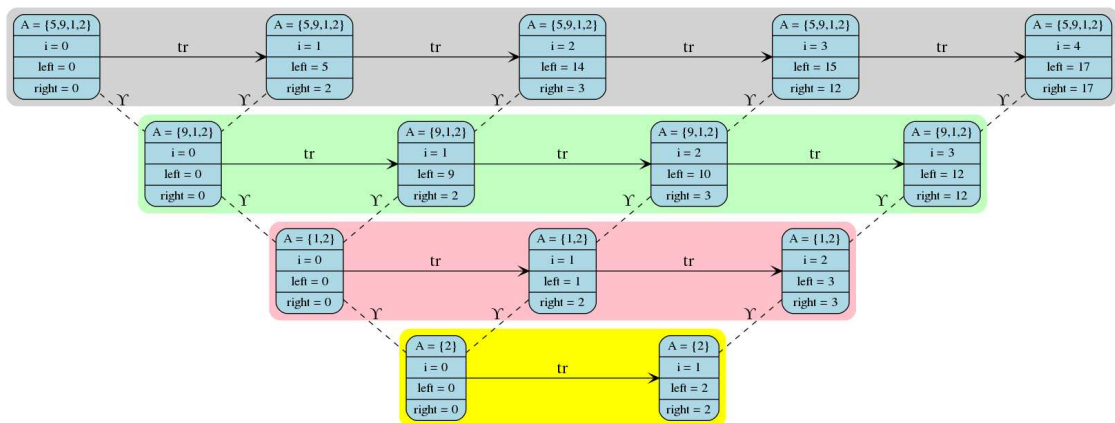 A = {5,9,1,2}
i = 0
left = 0
right = 0
tr
A = {5,9,1,2}
i = 1
left = 5
right = 2
tr
A = {5,9,1,2}
i = 2
left = 14
right = 3
tr
A = {5,9,1,2}
i = 3
left = 15
right = 12
tr
A = {5,9,1,2}
i = 4
left = 17
right = 17
ϒ
ϒ
ϒ
ϒ
ϒ
A = {9,1,2}
i = 0
left = 0
right = 0
tr
A = {9,1,2}
i = 1
left = 9
right = 2
tr
A = {9,1,2}
i = 2
left = 10
right = 3
tr
A = {9,1,2}
i = 3
left = 12
right = 12
ϒ
ϒ
ϒ
ϒ
A = {1,2}
i = 0
left = 0
right = 0
tr
A = {1,2}
i = 1
left = 1
right = 2
tr
A = {1,2}
i = 2
left = 3
right = 3
ϒ
ϒ
ϒ
A = {2}
i = 0
left = 0
right = 0
tr
A = {2}
i = 1
left = 2
right = 2